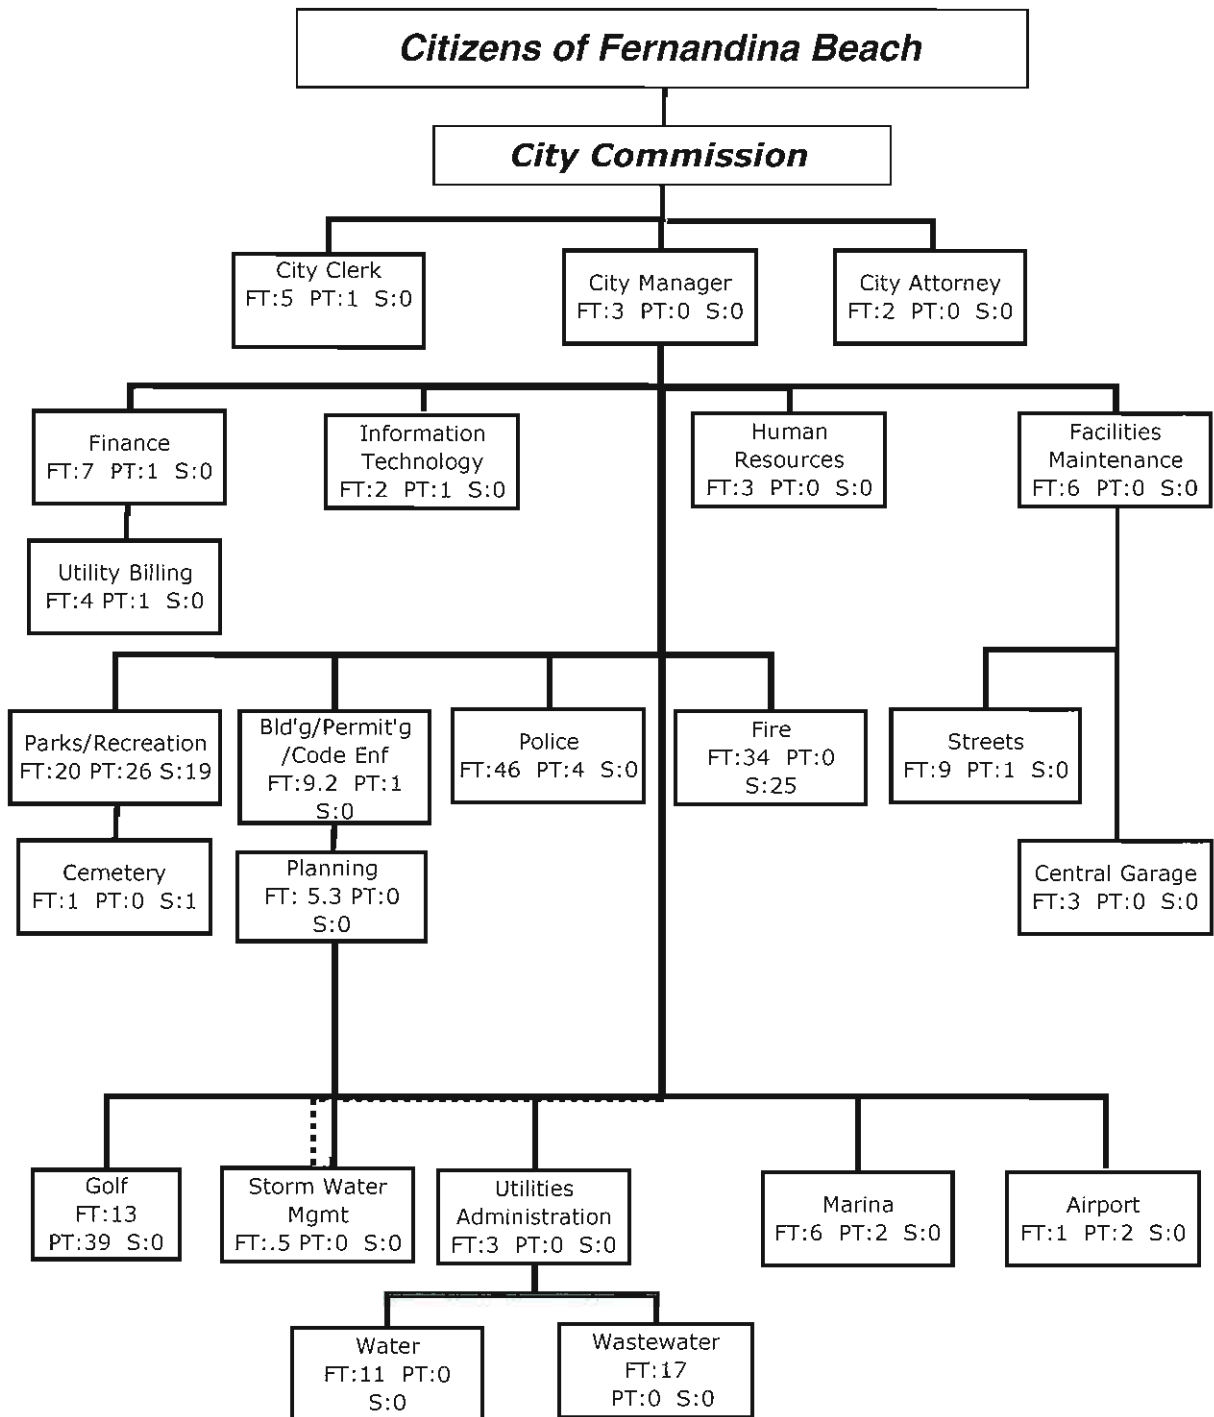 Citizens of Fernandina Beach
City Commission
City Clerk
FT:5 PT:1 S:0
City Manager
FT:3 PT:0 S:0
City Attorney
FT:2 PT:0 S:0
Finance
FT:7 PT:1 S:0
Information
Technology
FT:2 PT:1 S:0
Human
Resources
FT:3 PT:0 S:0
Facilities
Maintenance
FT:6 PT:0 S:0
Utility Billing
FT:4 PT:1 S:0
Parks/Recreation
FT:20 PT:26 S:19
Bld'g/Permit'g
/Code Enf
FT:9.2 PT:1
S:0
Police
FT:46 PT:4 S:0
Fire
FT:34 PT:0
S:25
Streets
FT:9 PT:1 S:0
Cemetery
FT:1 PT:0 S:1
Planning
FT: 5.3 PT:0
S:0
Central Garage
FT:3 PT:0 S:0
Golf
FT:13
PT:39 S:0
Storm Water
Mgmt
FT:.5 PT:0 S:0
Utilities
Administration
FT:3 PT:0 S:0
Marina
FT:6 PT:2 S:0
Airport
FT:1 PT:2 S:0
Water
FT:11 PT:0
S:0
Wastewater
FT:17
PT:0 S:0